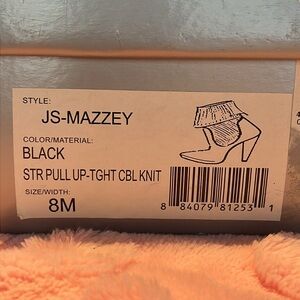 STYLE:
JS-MAZZEY
COLOR/MATERIAL:
BLACK
STR PULL UP-TGHT CBL KNIT
SIZE/WIDTH:
8M
8 84079 81253 1